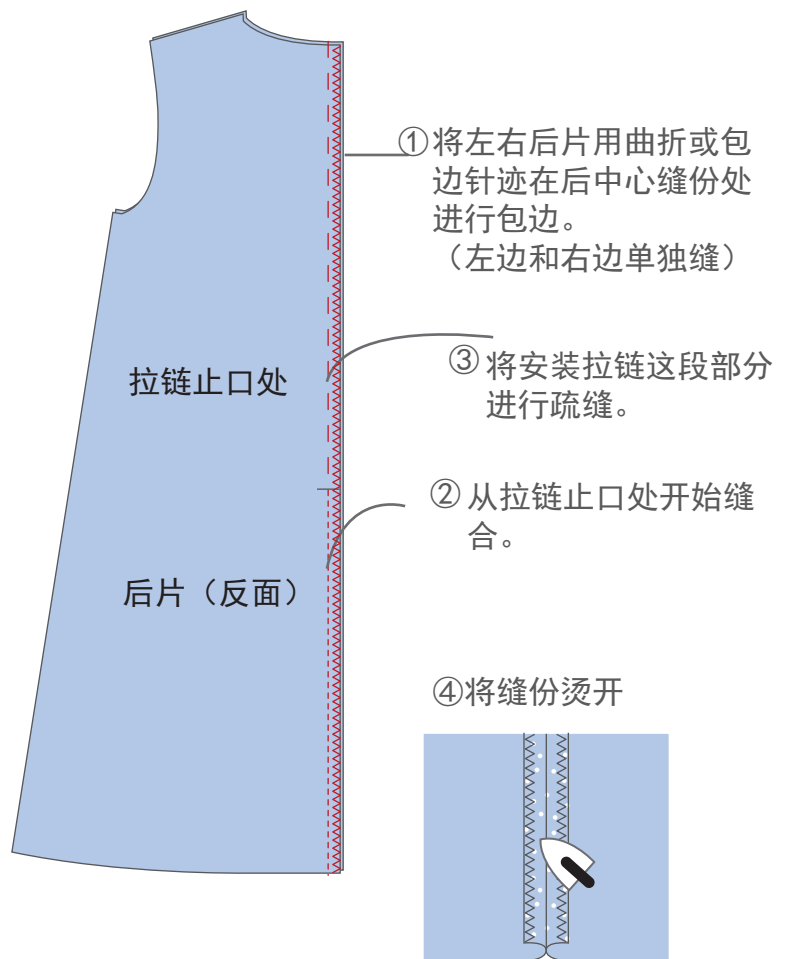 ①将左右后片用曲折或包
边针迹在后中心缝份处
进行包边。
（左边和右边单独缝）
拉链止口处
③将安装拉链这段部分
进行疏缝。
②从拉链止口处开始缝
合。
后片（反面）
④将缝份烫开